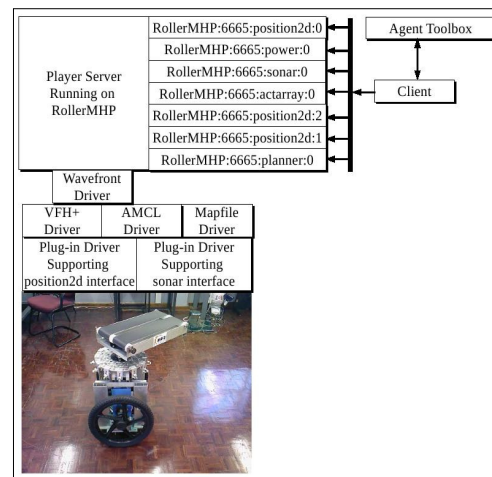 Player Server
Running on
RollerMHP
RollerMHP:6665:position2d:0
RollerMHP:6665:power:0
RollerMHP:6665:sonar:0
RollerMHP:6665:actarray:0
RollerMHP:6665:position2d:2
RollerMHP:6665:position2d:1
RollerMHP:6665:planner:0
Agent Toolbox
Client
Wavefront
Driver
VFH+
Driver
AMCL
Driver
Mapfile
Driver
Plug-in Driver
Supporting
position2d interface
Plug-in Driver
Supporting
sonar interface